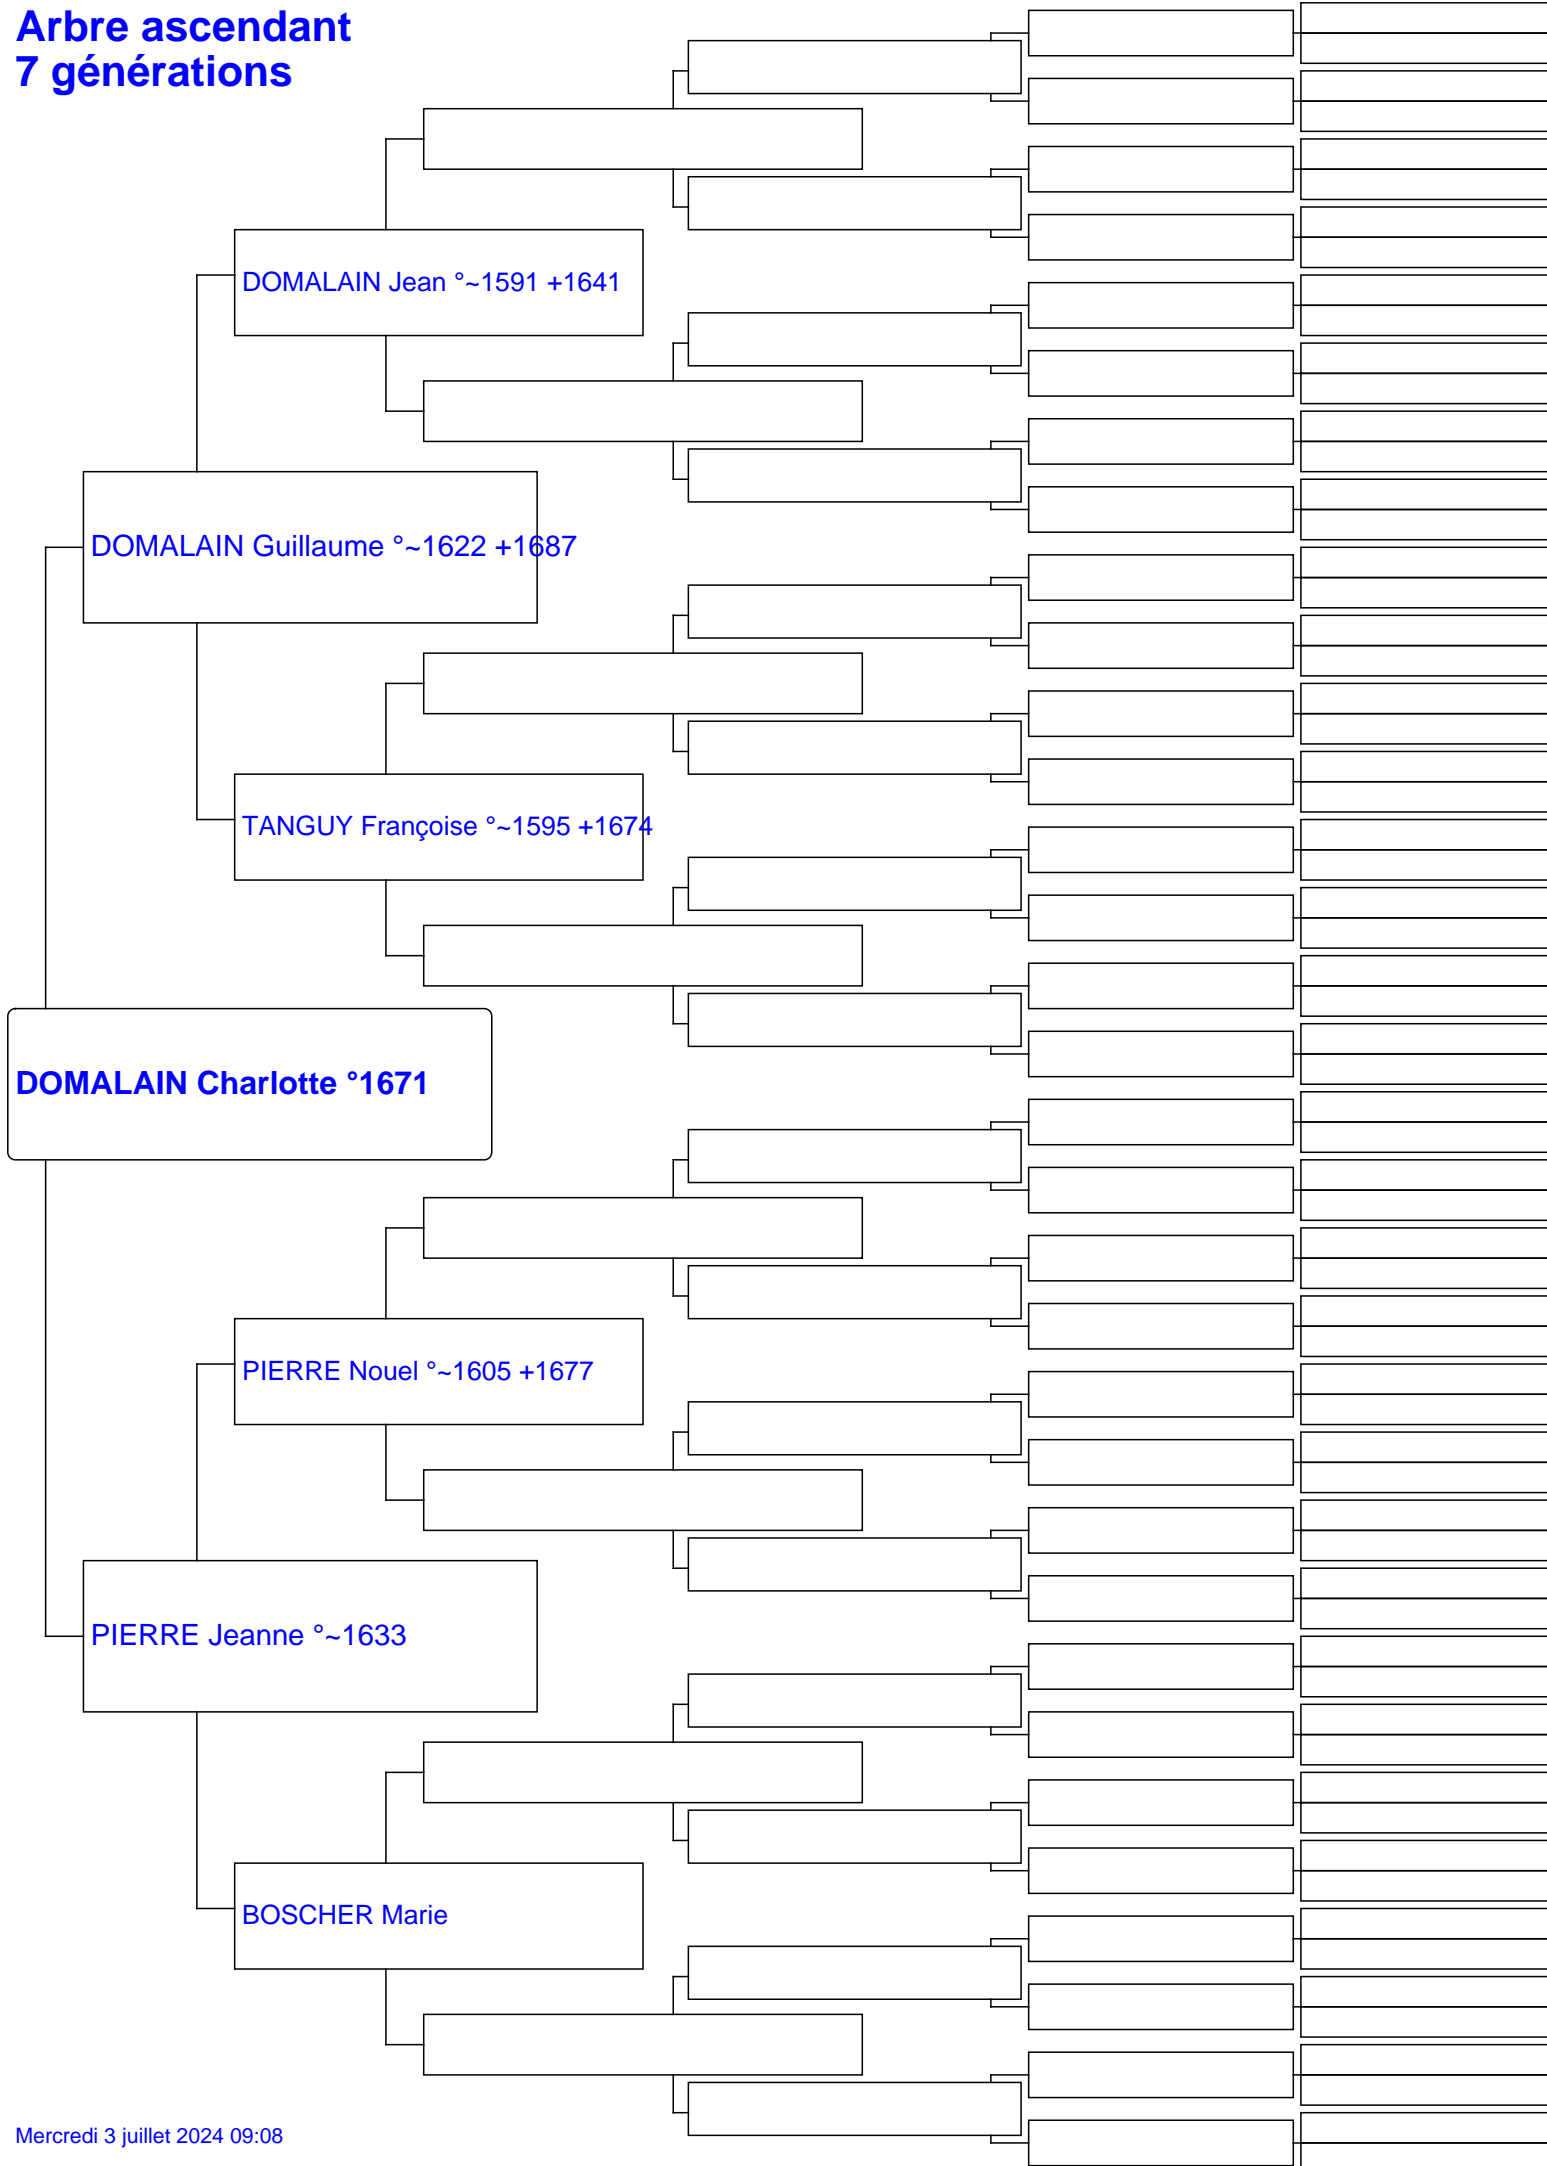 Arbre ascendant
7 générations
DOMALAIN Jean °~1591 +1641
DOMALAIN Guillaume °~1622 +1687
TANGUY Françoise °~1595 +1674
DOMALAIN Charlotte °1671
PIERRE Nouel °~1605 +1677
PIERRE Jeanne °~1633
BOSCHER Marie
Mercredi 3 juillet 2024 09:08